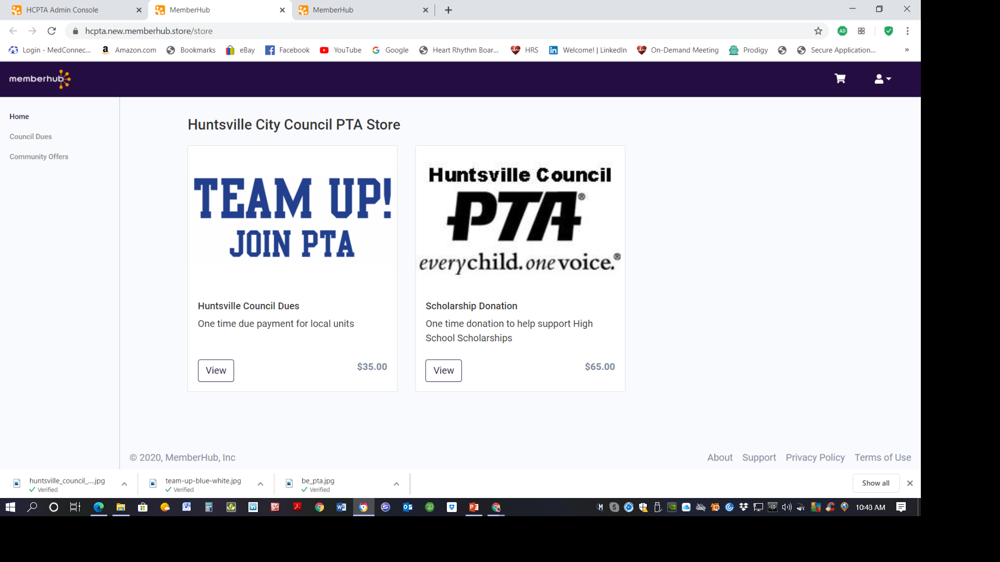 HCPTA Admin Console
MemberHub
MemberHub
hcpta.new.memberhub.store/store
Login - MedConnec...
Amazon.com
Bookmarks
eBay
Facebook
YouTube
Google
Heart Rhythm Boar...
HRS
Welcome! | LinkedIn
On-Demand Meeting
Prodigy
Secure Application...
memberhub
Home
Council Dues
Community Offers
Huntsville City Council PTA Store
TEAM UP!
JOIN PTA
Huntsville Council Dues
One time due payment for local units
View
$35.00
Huntsville Council
PTA®
everychild. onevoice.®
Scholarship Donation
One time donation to help support High
School Scholarships
View
$65.00
© 2020, MemberHub, Inc
About
Support
Privacy Policy
Terms of Use
huntsville_council_....jpg
Verified
team-up-blue-white.jpg
Verified
be_pta.jpg
Verified
Show all
10:48 AM